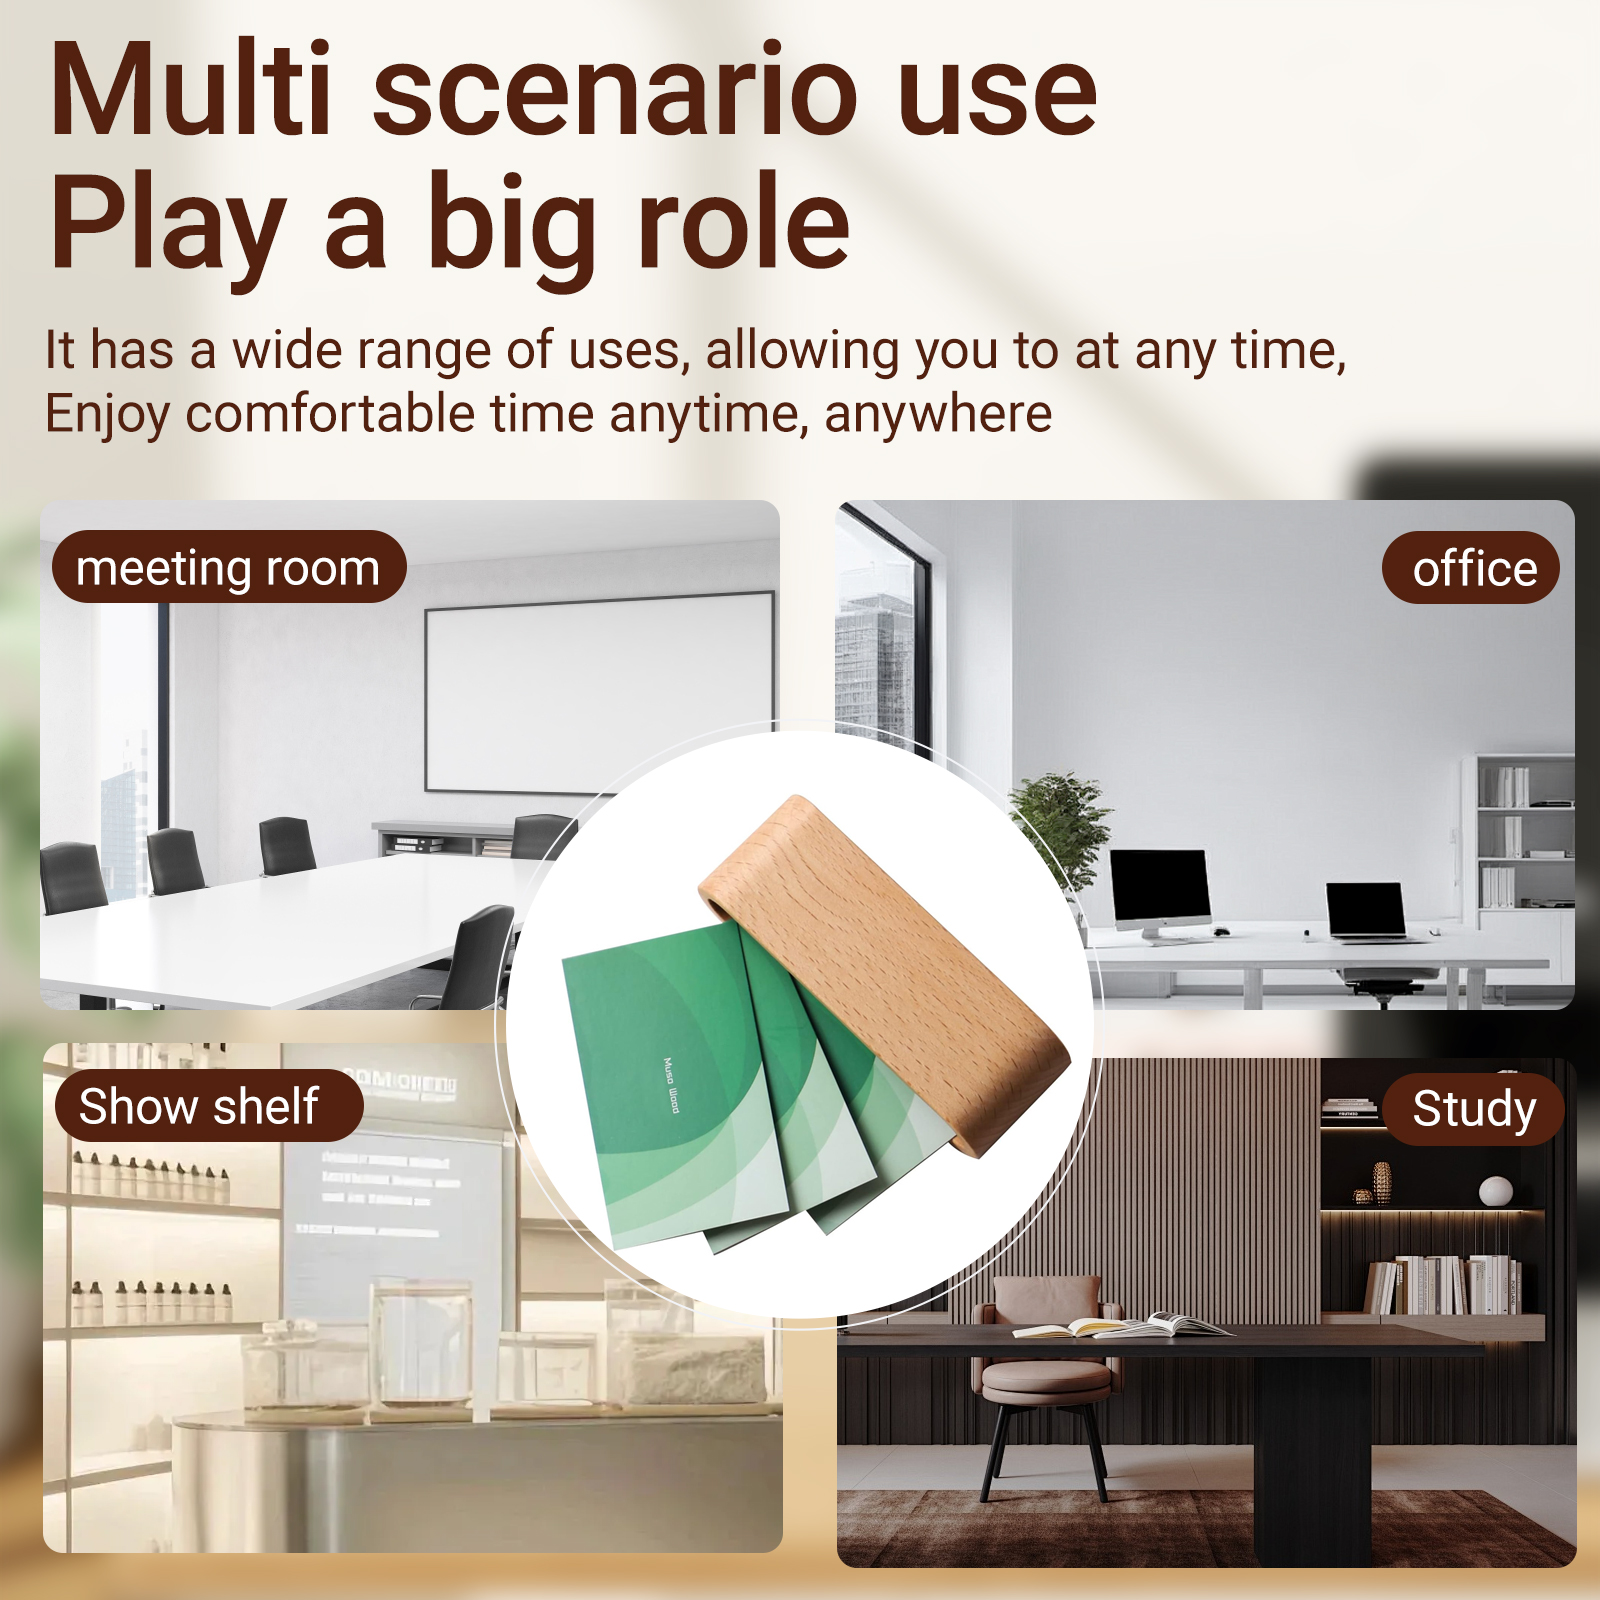 Multi scenario use
Play a big role
It has a wide range of uses, allowing you to at any time,
Enjoy comfortable time anytime, anywhere
meeting room
office
Show shelf
Study
Muso Wood